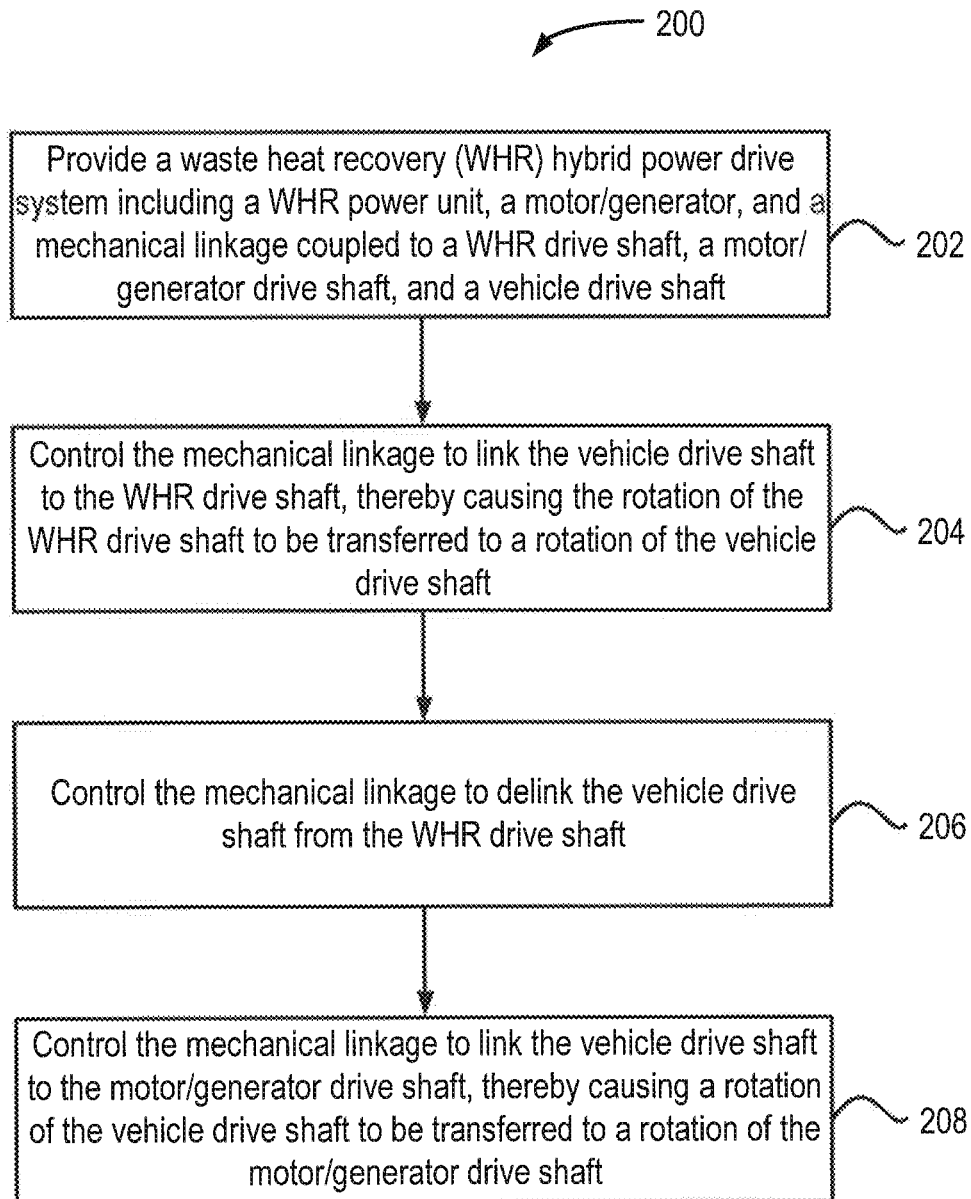 200
Provide a waste heat recovery (WHR) hybrid power drive
system including a WHR power unit, a motor/generator, and a
mechanical linkage coupled to a WHR drive shaft, a motor/
generator drive shaft, and a vehicle drive shaft
202
Control the mechanical linkage to link the vehicle drive shaft
to the WHR drive shaft, thereby causing the rotation of the
WHR drive shaft to be transferred to a rotation of the vehicle
drive shaft
204
Control the mechanical linkage to delink the vehicle drive
shaft from the WHR drive shaft
206
Control the mechanical linkage to link the vehicle drive shaft
to the motor/generator drive shaft, thereby causing a rotation
of the vehicle drive shaft to be transferred to a rotation of the
motor/generator drive shaft
208